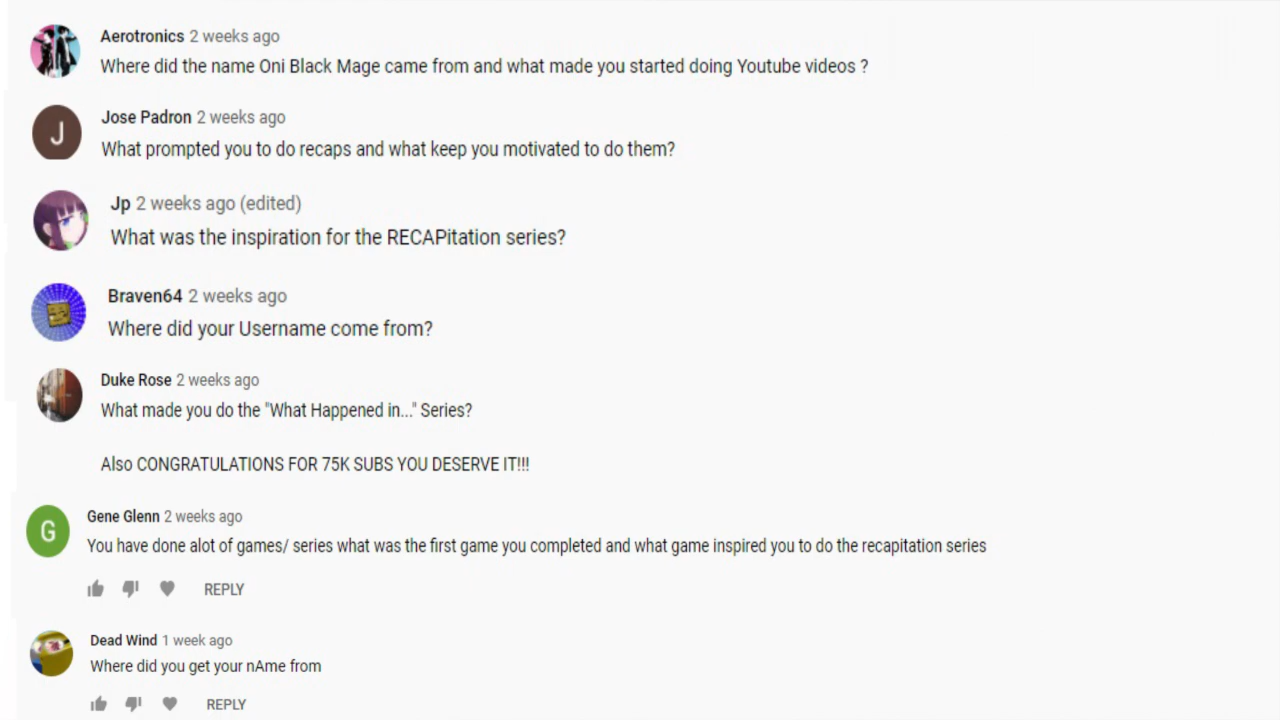 Aerotronics 2 weeks ago
Where did the name Oni Black Mage came from and what made you started doing Youtube videos ?
J
Jose Padron 2 weeks ago
What prompted you to do recaps and what keep you motivated to do them?
Jp 2 weeks ago (edited)
What was the inspiration for the RECAPitation series?
Braven64 2 weeks ago
Where did your Username come from?
Duke Rose 2 weeks ago
What made you do the "What Happened in..." Series?
Also CONGRATULATIONS FOR 75K SUBS YOU DESERVE IT!!!
G
Gene Glenn 2 weeks ago
You have done alot of games/ series what was the first game you completed and what game inspired you to do the recapitation series
REPLY
Dead Wind 1 week ago
Where did you get your nAme from
REPLY